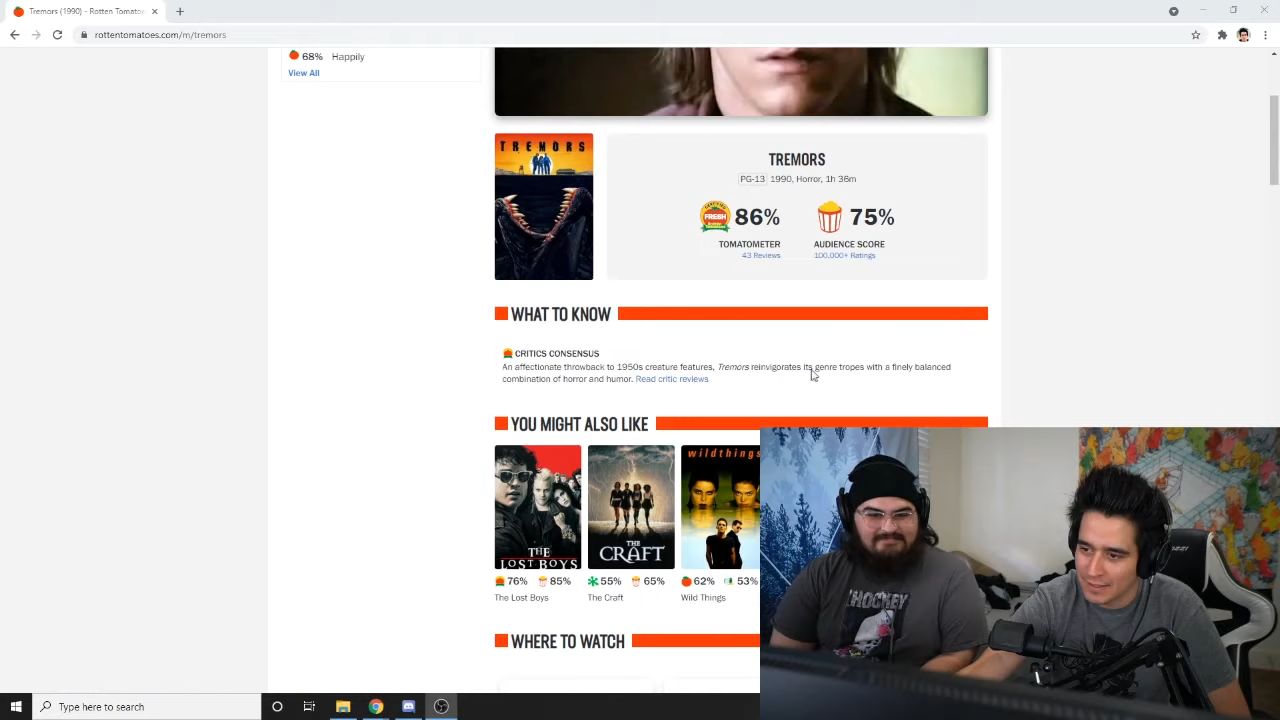 Tremors (1990) - Rotten Tomato
rottentomatoes.com/m/tremors
68% Happily
View All
TREMORS
TREMORS
PG-13 1990, Horror, 1h 36m
CERTIFIED FRESH 86% 75%
TOMATOMETER AUDIENCE SCORE
43 Reviews 100,000+ Ratings
WHAT TO KNOW
CRITICS CONSENSUS
An affectionate throwback to 1950s creature features, Tremors reinvigorates its genre tropes with a finely balanced
combination of horror and humor. Read critic reviews
YOU MIGHT ALSO LIKE
THE LOST BOYS
THE CRAFT
wildthings
76% 85% 55% 65% 62% 53%
The Lost Boys The Craft Wild Things
HOCKEY
WHERE TO WATCH
Type here to search